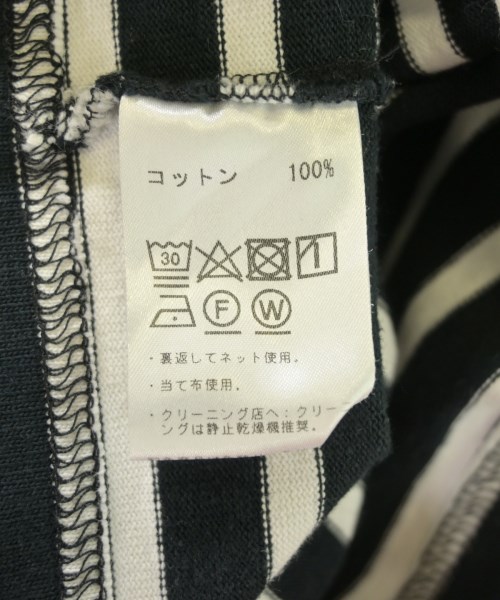 コットン 100%
30
F W
・裏返してネット使用。
・当て布使用。
・クリーニング店へ：クリー
ングは静止乾燥機推奨。